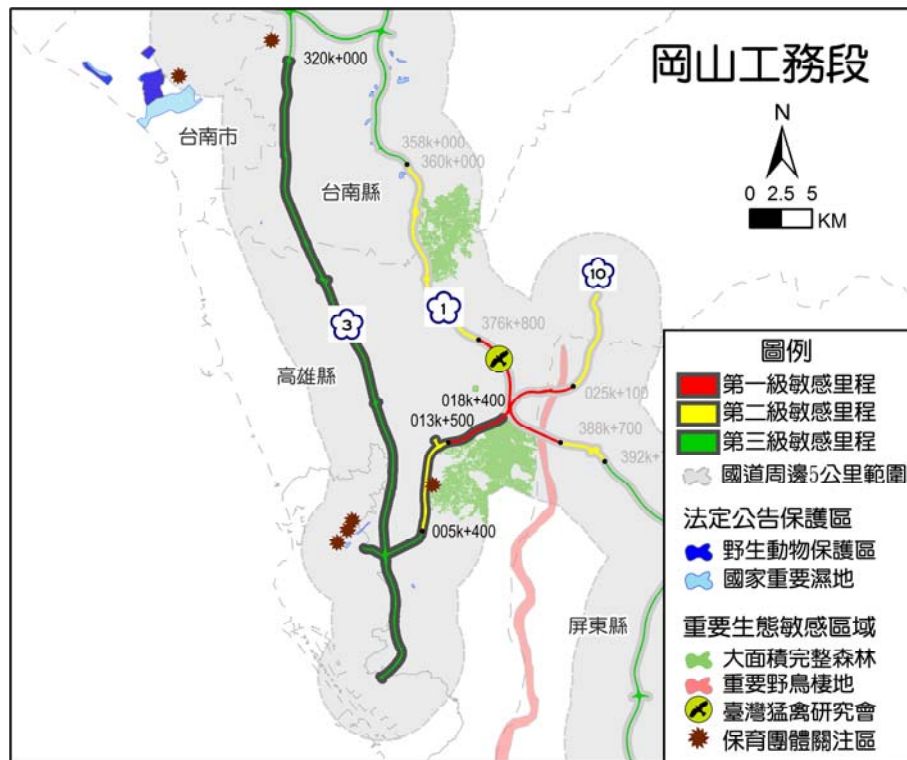 岡山工務段
N
0 2.5 5
KM
320k+000
台南市
358k+000
360k+000
台南縣
10
1
3
376k+800
高雄縣
018k+400
025k+100
013k+500
388k+700
392k+
005k+400
屏東縣
圖例
第一級敏感里程
第二級敏感里程
第三級敏感里程
國道周邊5公里範圍
法定公告保護區
野生動物保護區
國家重要濕地
重要生態敏感區域
大面積完整森林
重要野鳥棲地
臺灣猛禽研究會
保育團體關注區